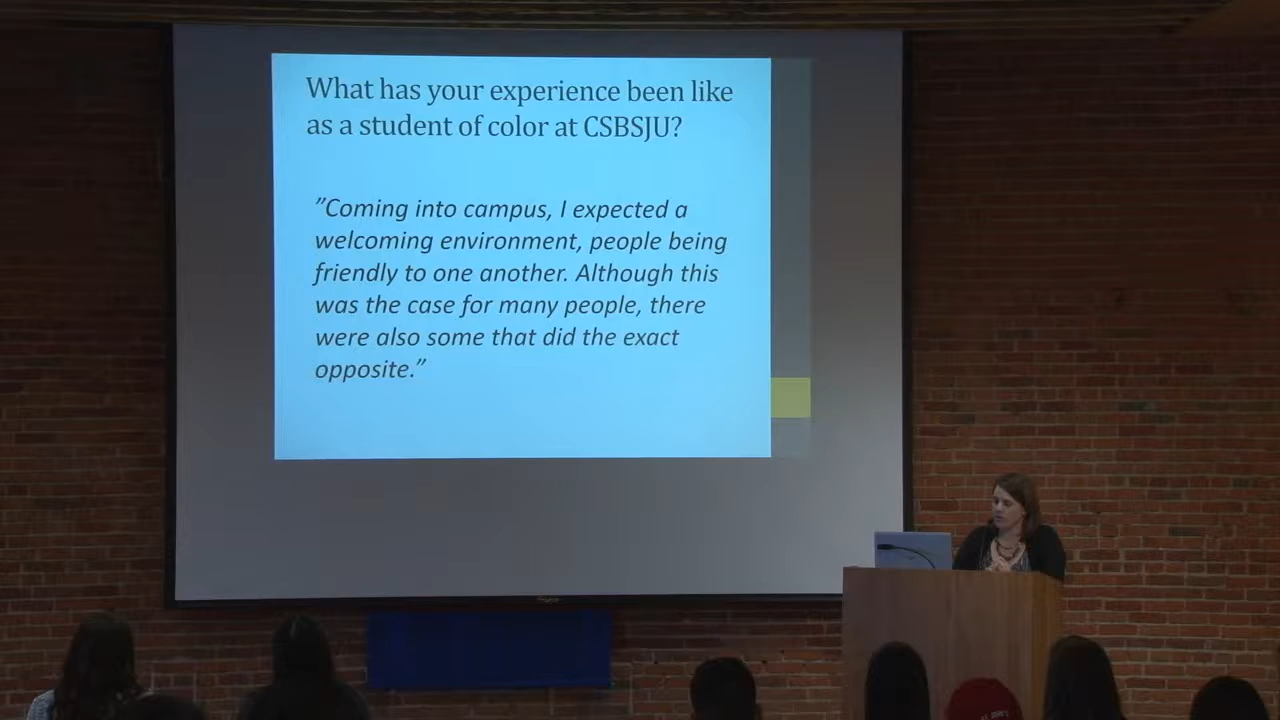 What has your experience been like
as a student of color at CSBSJU?
”Coming into campus, I expected a
welcoming environment, people being
friendly to one another. Although this
was the case for many people, there
were also some that did the exact
opposite.”